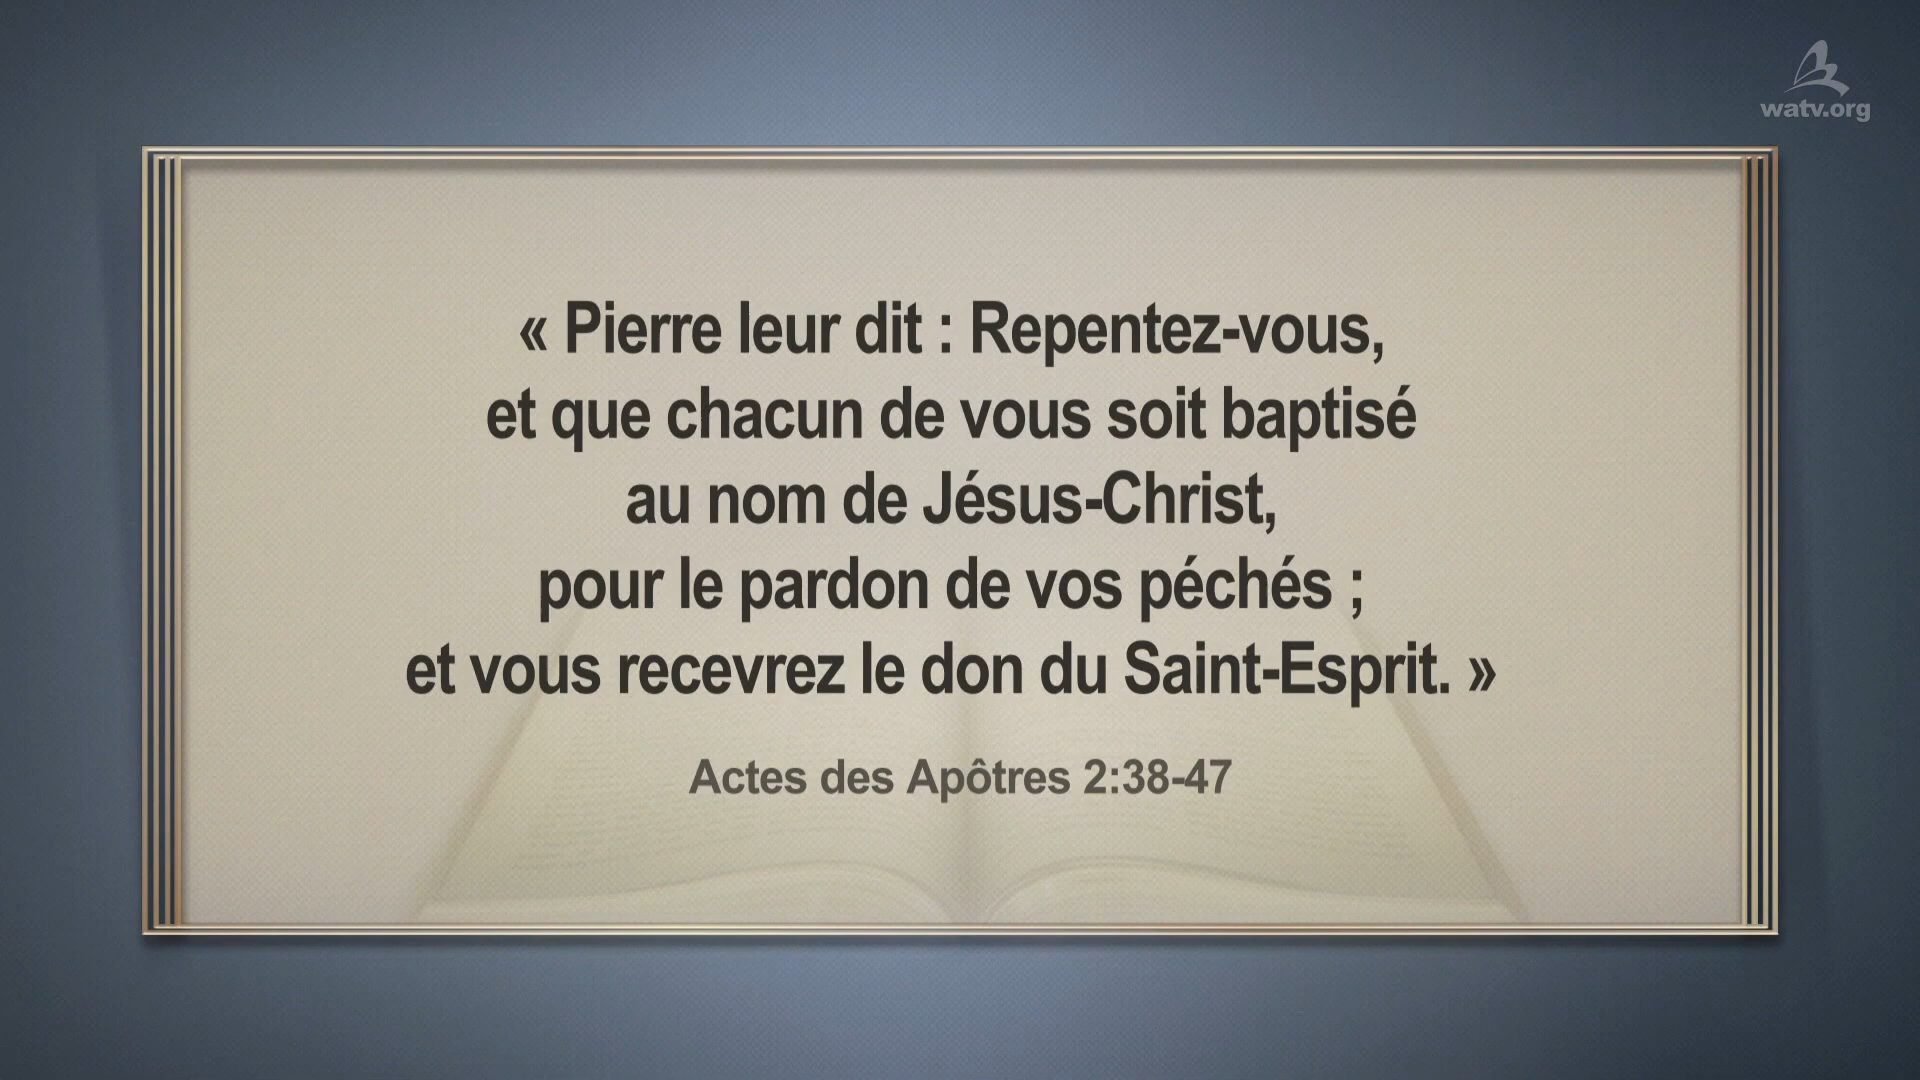 watv.org
« Pierre leur dit : Repentez-vous,
et que chacun de vous soit baptisé
au nom de Jésus-Christ,
pour le pardon de vos péchés ;
et vous recevrez le don du Saint-Esprit. »
Actes des Apôtres 2:38-47